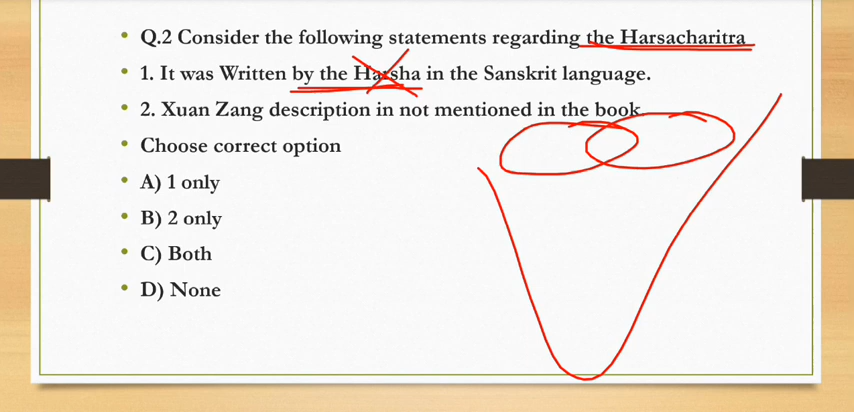 • Q.2 Consider the following statements regarding the Harsacharitra
• 1. It was Written by the Harsha in the Sanskrit language.
• 2. Xuan Zang description in not mentioned in the book
• Choose correct option
• A) 1 only
• B) 2 only
• C) Both
• D) None